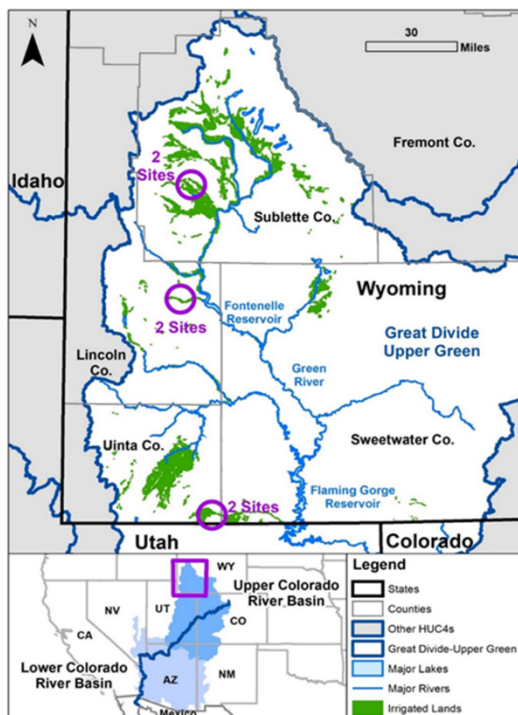 N
30
Miles
Fremont Co.
Idaho
2
Sites
Sublette Co.
Wyoming
Fontenelle
Reservoir
2 Sites
Great Divide
Upper Green
Lincoln
Co.
Green
River
Uinta Co.
Sweetwater Co.
Flaming Gorge
Reservoir
2 Sites
Utah
Colorado
WY
Upper Colorado
River Basin
NV
UT
CO
CA
Lower Colorado
River Basin
AZ
NM
Mexico
Legend
States
Counties
Other HUC4s
Great Divide-Upper Green
Major Lakes
Major Rivers
Irrigated Lands